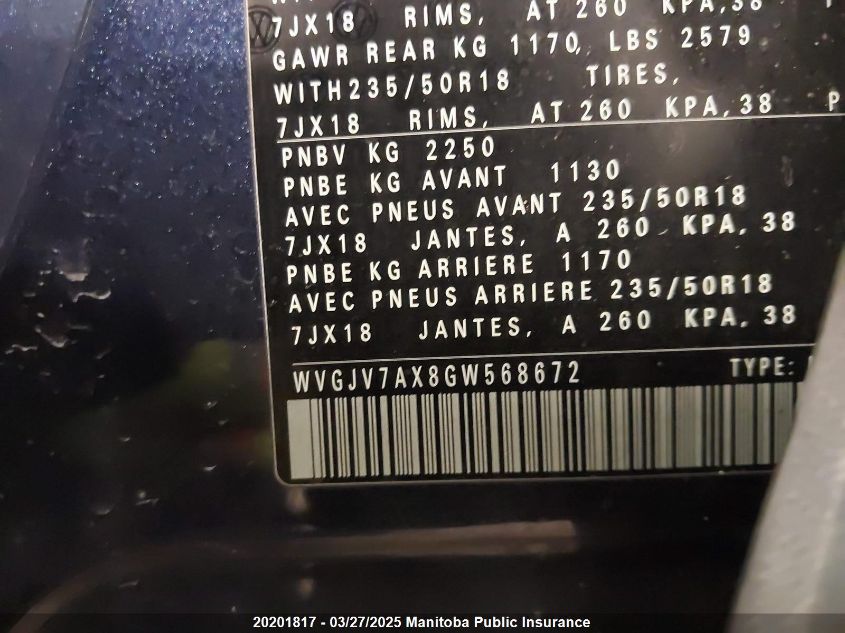 7JX18 RIMS, AT 260 KPA,38
GAWR REAR KG 1170, LBS 2579
WITH235/50R18 TIRES,
7JX18 RIMS, AT 260 KPA,38 P
PNBV KG 2250
PNBE KG AVANT 1130
AVEC PNEUS AVANT 235/50R18
7JX18 JANTES, A 260 KPA, 38
PNBE KG ARRIERE 1170
AVEC PNEUS ARRIERE 235/50R18
7JX18 JANTES, A 260 KPA, 38
WVGJV7AX8GW568672 TYPE:
20201817 - 03/27/2025 Manitoba Public Insurance